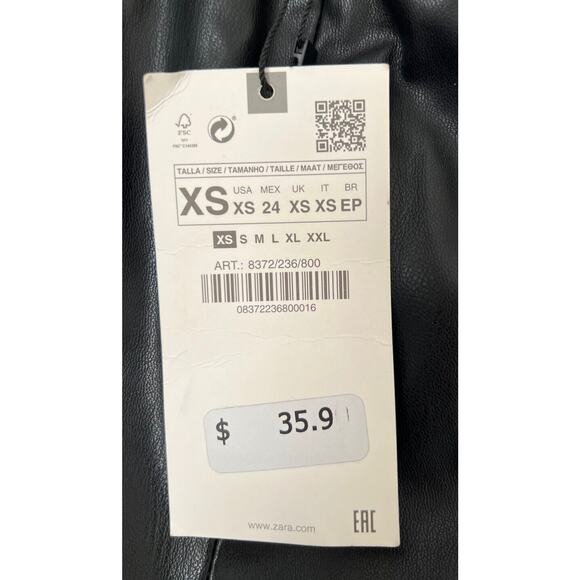 FSC
TALLA / SIZE / TAMANHO / TAILLE / MAAT / ΜΕΓΕΘΟΣ
XS USA XS MEX 24 UK XS IT XS BR EP
XS S M L XL XXL
ART.: 8372/236/800
08372236800016
$ 35.9
www.zara.com
EAC